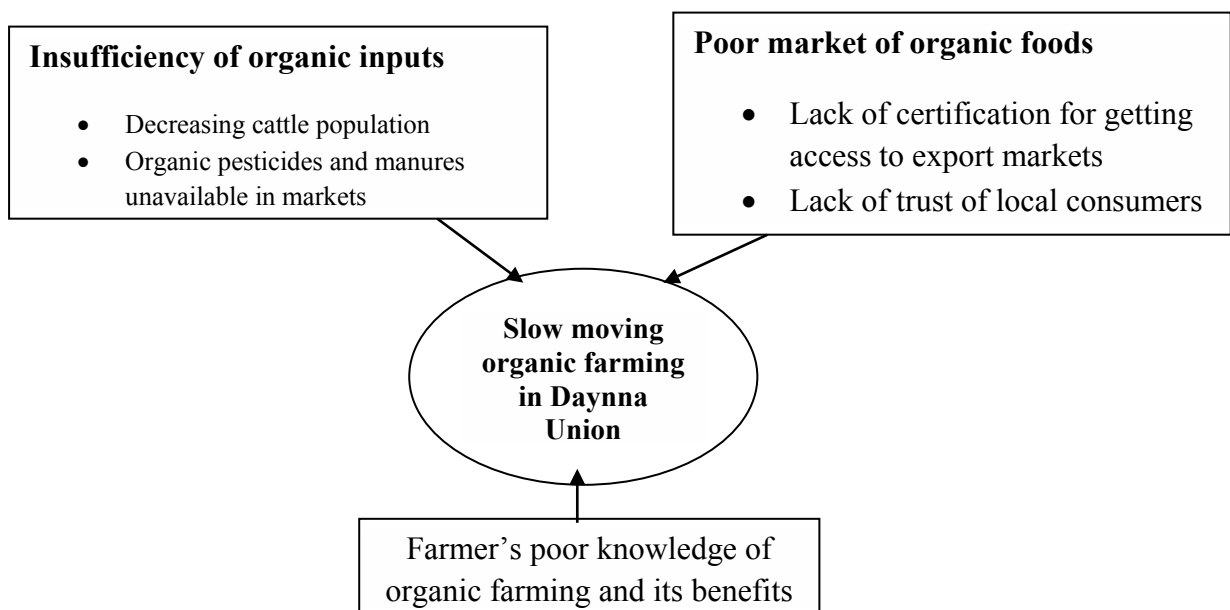 Insufficiency of organic inputs
• Decreasing cattle population
• Organic pesticides and manures
unavailable in markets
Poor market of organic foods
• Lack of certification for getting
access to export markets
• Lack of trust of local consumers
Slow moving
organic farming
in Daynna
Union
Farmer’s poor knowledge of
organic farming and its benefits